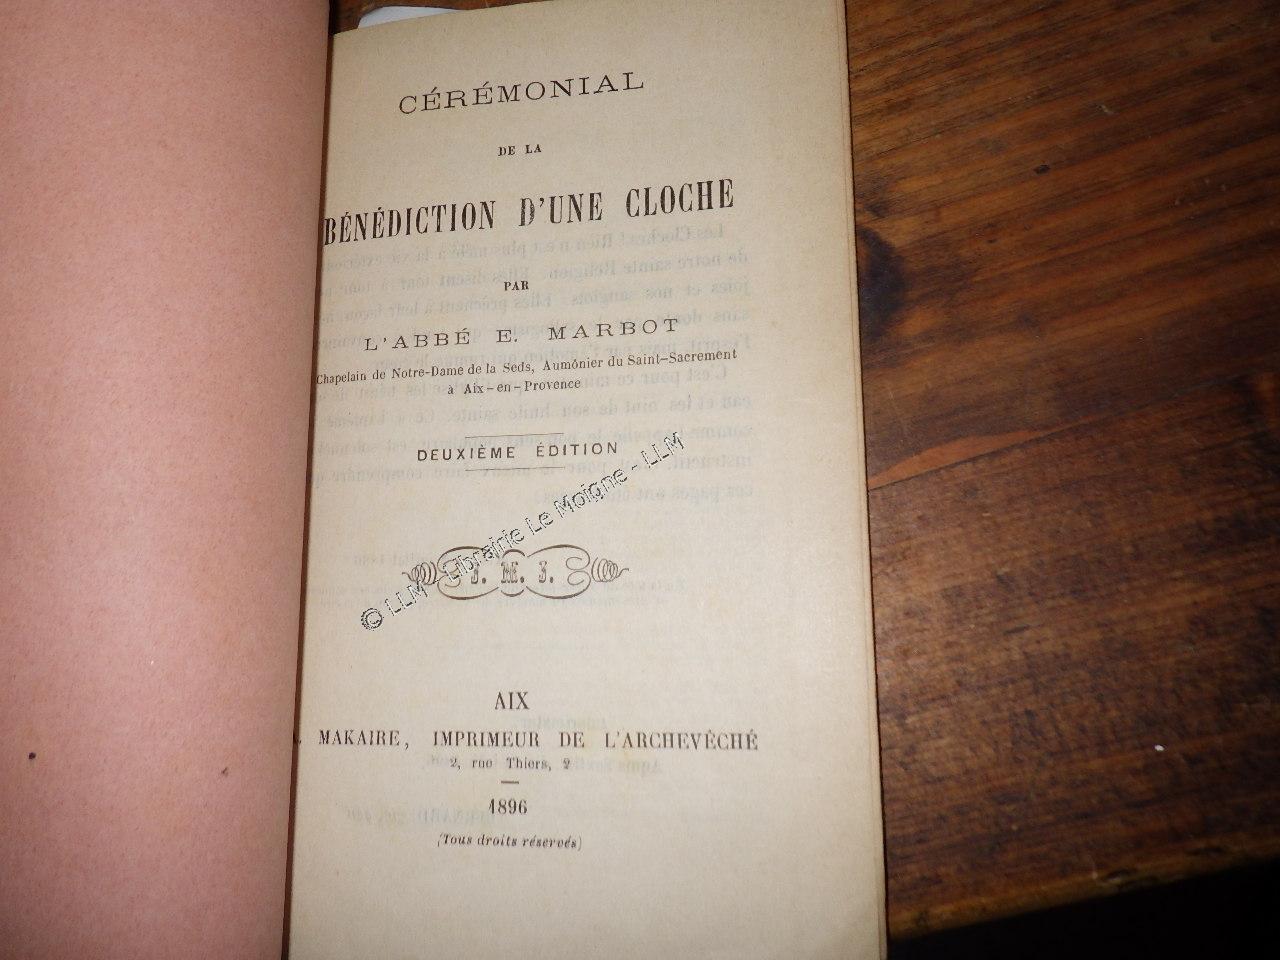 CÉRÉMONIAL
DE LA
BÉNÉDICTION D'UNE CLOCHE
PAR
L'ABBÉ E. MARBOT
Chapelain de Notre-Dame de la Seds, Aumônier du Saint-Sacrement
à Aix-en-Provence
DEUXIÈME ÉDITION
© LLM - Librairie Le Moigne - LLM
J. M. J.
AIX
MAKAIRE, IMPRIMEUR DE L'ARCHEVÊCHÉ
2, rue Thiers, 2
1896
(Tous droits réservés)